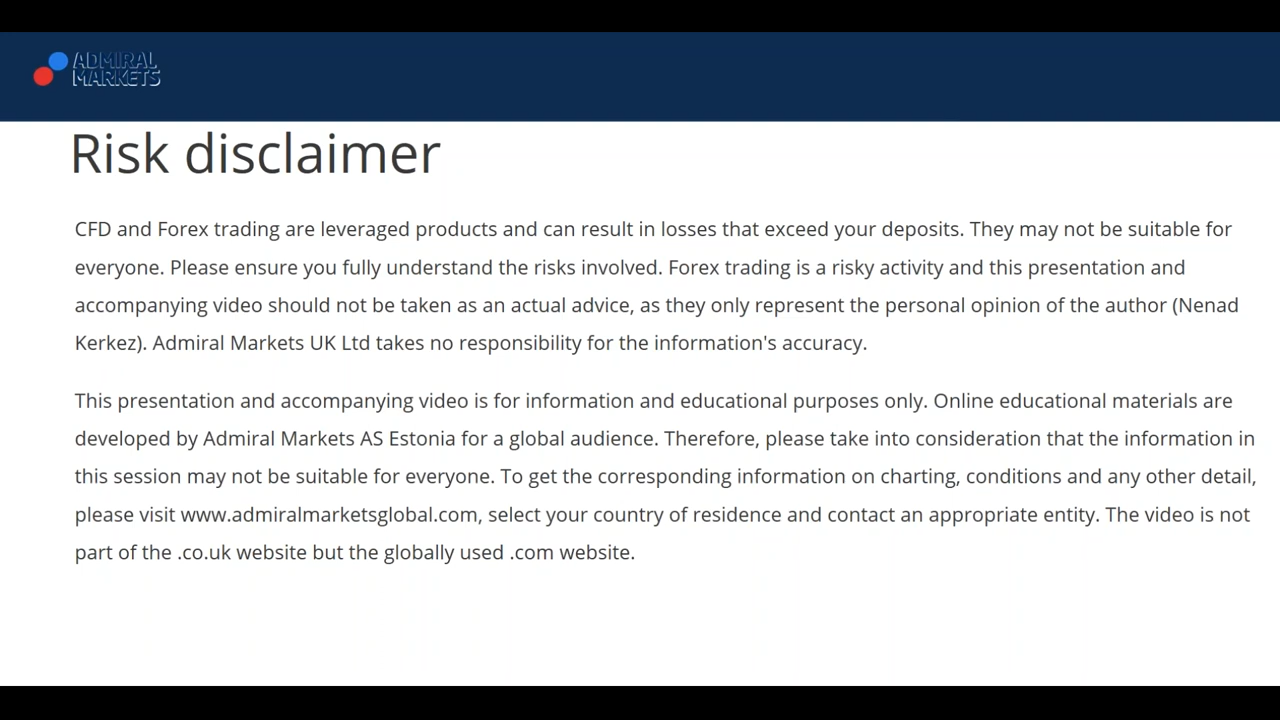 ADMIRAL
MARKETS
Risk disclaimer
CFD and Forex trading are leveraged products and can result in losses that exceed your deposits. They may not be suitable for
everyone. Please ensure you fully understand the risks involved. Forex trading is a risky activity and this presentation and
accompanying video should not be taken as an actual advice, as they only represent the personal opinion of the author (Nenad
Kerkez). Admiral Markets UK Ltd takes no responsibility for the information's accuracy.
This presentation and accompanying video is for information and educational purposes only. Online educational materials are
developed by Admiral Markets AS Estonia for a global audience. Therefore, please take into consideration that the information in
this session may not be suitable for everyone. To get the corresponding information on charting, conditions and any other detail,
please visit www.admiralmarketsglobal.com, select your country of residence and contact an appropriate entity. The video is not
part of the .co.uk website but the globally used .com website.